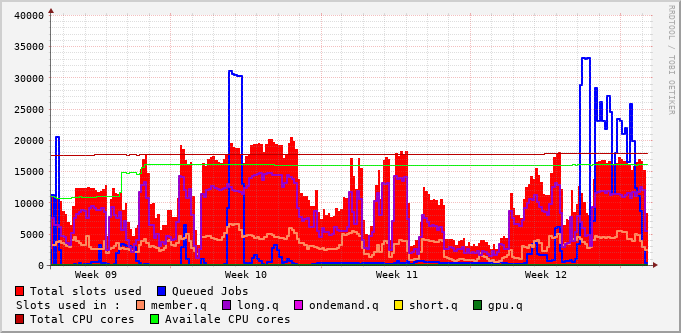 40000
35000
30000
25000
20000
15000
10000
5000
0
Week 09 Week 10 Week 11 Week 12
RRDTOOL / TOBI OETIKER
Total slots used Queued Jobs
Slots used in : member.q long.q ondemand.q short.q gpu.q
Total CPU cores Availale CPU cores